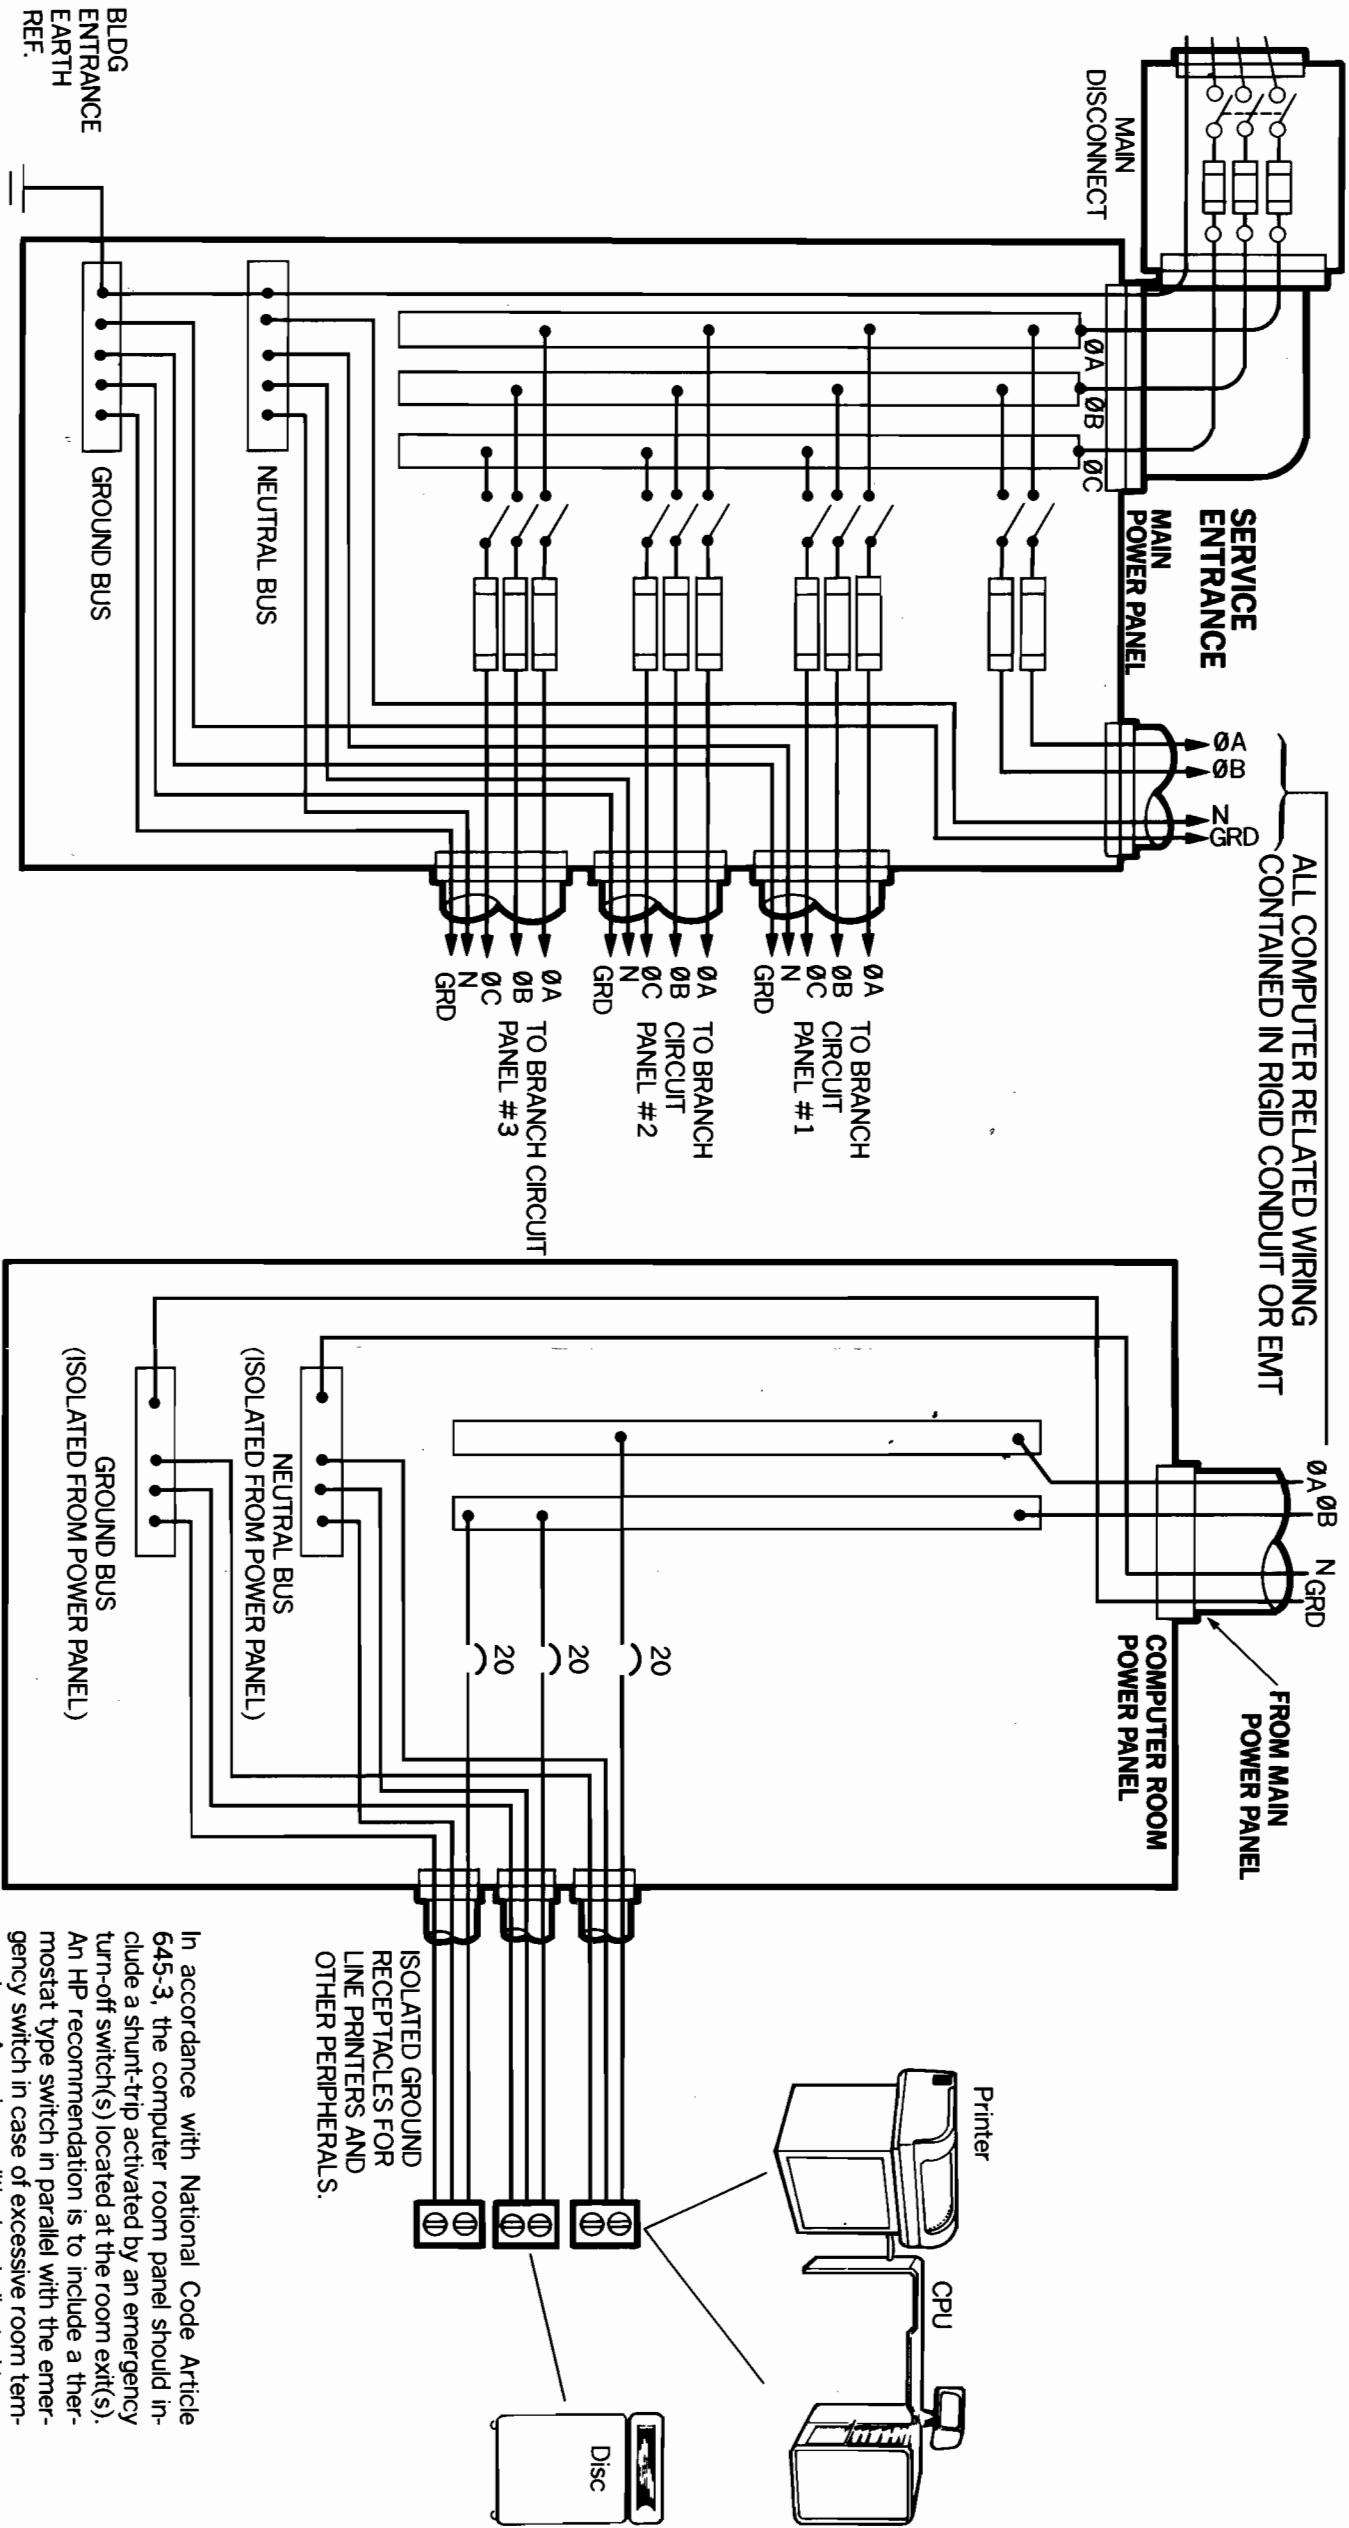 MAIN
DISCONNECT
SERVICE
ENTRANCE
MAIN
POWER PANEL
ØA
ØB
N
GRD
ALL COMPUTER RELATED WIRING
CONTAINED IN RIGID CONDUIT OR EMT
ØA
ØB
ØC
NEUTRAL BUS
GROUND BUS
BLDG
ENTRANCE
EARTH
REF.
ØA
ØB
ØC
N
GRD
TO BRANCH
CIRCUIT
PANEL #1
ØA
ØB
ØC
N
GRD
TO BRANCH
CIRCUIT
PANEL #2
ØA
ØB
ØC
N
GRD
TO BRANCH CIRCUIT
PANEL #3
ØA
ØB
N
GRD
FROM MAIN
POWER PANEL
COMPUTER ROOM
POWER PANEL
20
20
20
NEUTRAL BUS
(ISOLATED FROM POWER PANEL)
GROUND BUS
(ISOLATED FROM POWER PANEL)
Printer
CPU
Disc
ISOLATED GROUND
RECEPTACLES FOR
LINE PRINTERS AND
OTHER PERIPHERALS.
In accordance with National Code Article
645-3, the computer room panel should in-
clude a shunt-trip activated by an emergency
turn-off switch(s) located at the room exit(s).
An HP recommendation is to include a ther-
mostat type switch in parallel with the emer-
gency switch in case of excessive room tem-